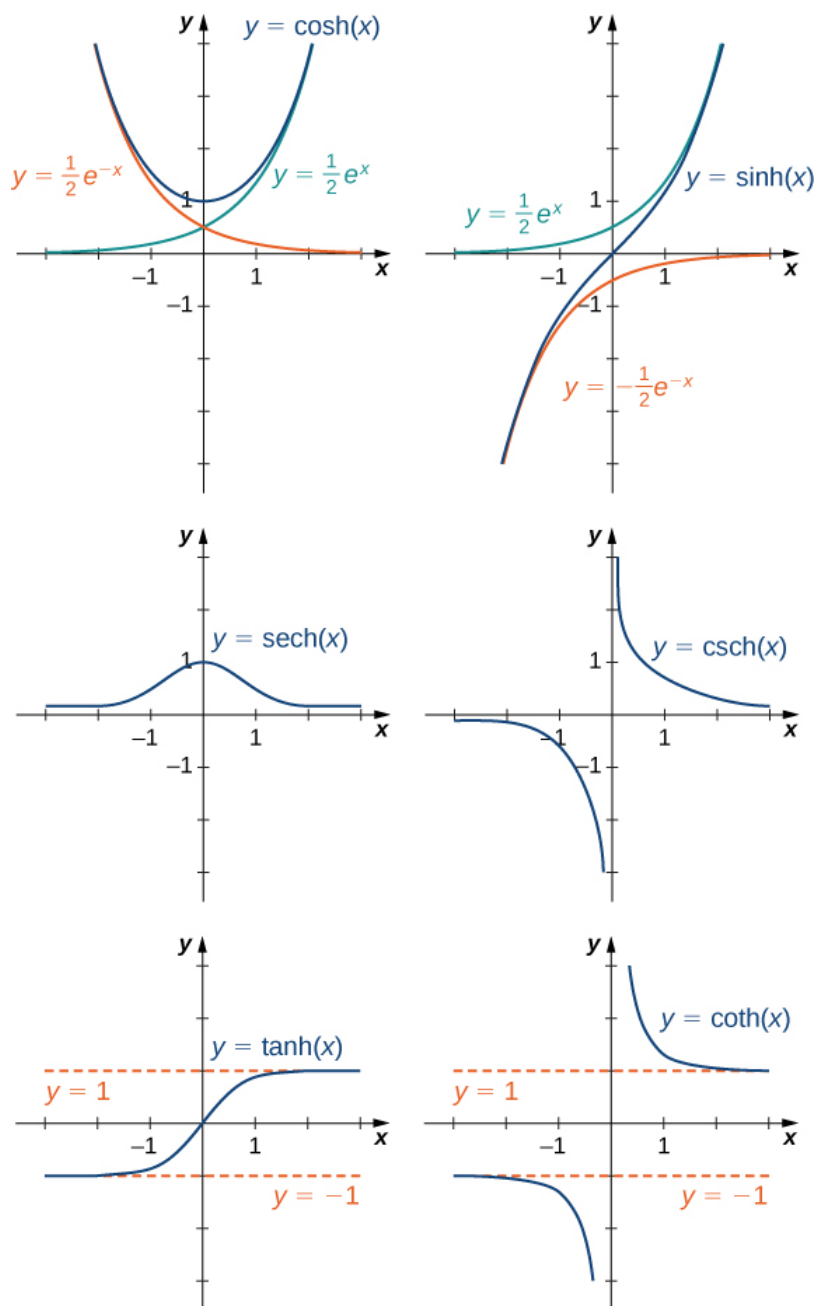 y
y = cosh(x)
y = 1/2 e^−x
y = 1/2 e^x
1
−1
1
x
−1
y
y = sinh(x)
y = 1/2 e^x
1
−1
1
x
−1
y = −1/2 e^−x
y
y = sech(x)
1
−1
1
x
−1
y
1
y = csch(x)
−1
1
x
−1
y
y = tanh(x)
y = 1
−1
1
x
y = −1
y
y = coth(x)
y = 1
−1
1
x
y = −1